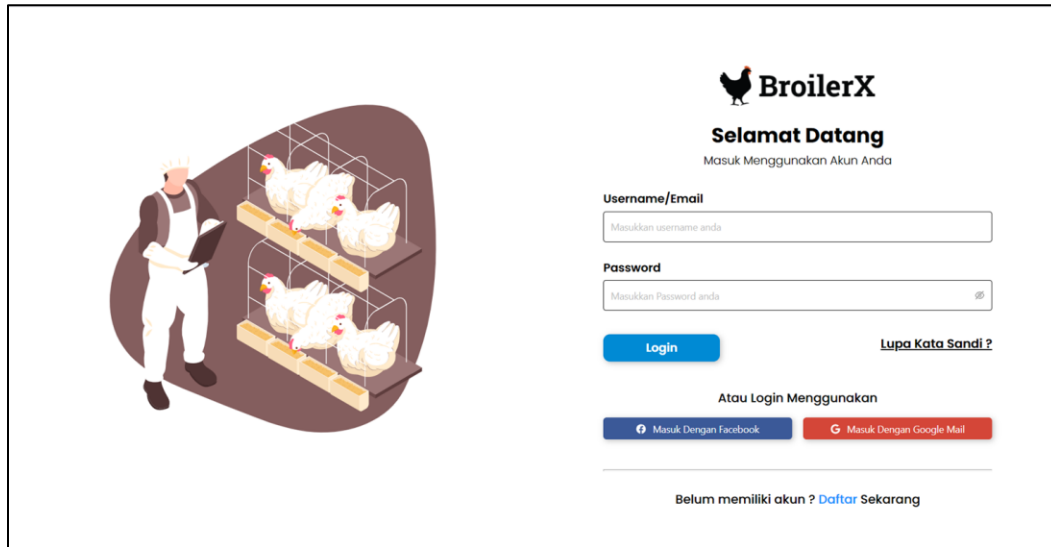 BroilerX
Selamat Datang
Masuk Menggunakan Akun Anda
Username/Email
Masukkan username anda
Password
Masukkan Password anda
Login
Lupa Kata Sandi ?
Atau Login Menggunakan
Masuk Dengan Facebook
G Masuk Dengan Google Mail
Belum memiliki akun ? Daftar Sekarang